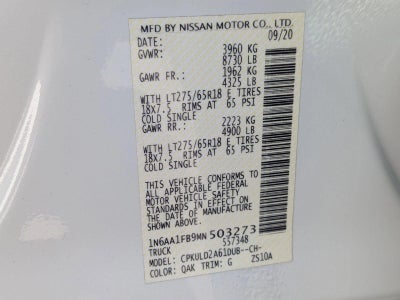 MFD BY NISSAN MOTOR CO., LTD.
DATE: 09/20
GVWR: 3960 KG
8730 LB
GAWR FR.: 1962 KG
4325 LB
WITH LT275/65R18 E TIRES
18X7.5 RIMS AT 65 PSI
COLD SINGLE
GAWR RR.: 2223 KG
4900 LB
WITH LT275/65R18 E TIRES
18X7.5 RIMS AT 65 PSI
COLD SINGLE
THIS VEHICLE CONFORMS TO
ALL APPLICABLE FEDERAL
MOTOR VEHICLE SAFETY
STANDARDS IN EFFECT ON
THE DATE OF MANUFACTURE
SHOWN ABOVE.
1N6AA1FB9MN503273
TRUCK 557348
MODEL: CPKULD2A61DUB--CH-
ZS10A
COLOR: QAK TRIM: G